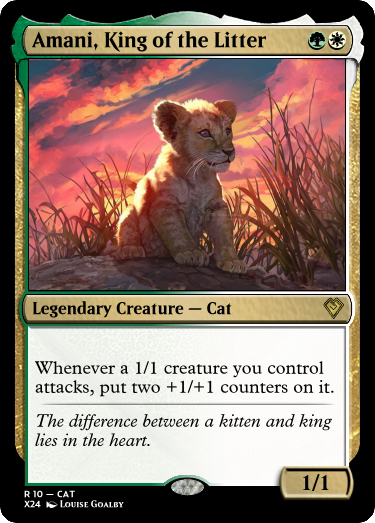 Amani, King of the Litter
Legendary Creature — Cat
Whenever a 1/1 creature you control
attacks, put two +1/+1 counters on it.
The difference between a kitten and king
lies in the heart.
1/1
R 10 — CAT
X24 Louise Goalby